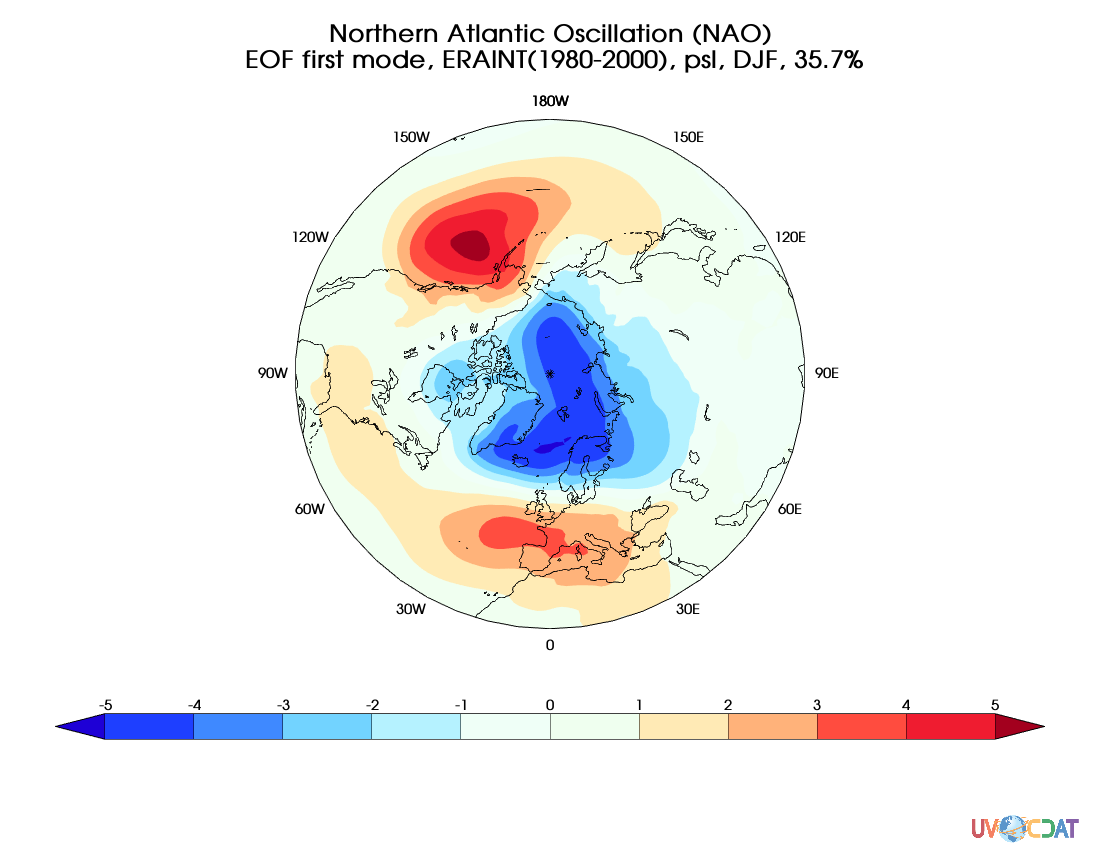 Northern Atlantic Oscillation (NAO)
EOF first mode, ERAINT(1980-2000), psl, DJF, 35.7%
180W
150W 150E
120W 120E
90W 90E
60W 60E
30W 30E
0
-5 -4 -3 -2 -1 0 1 2 3 4 5
UVCDAT